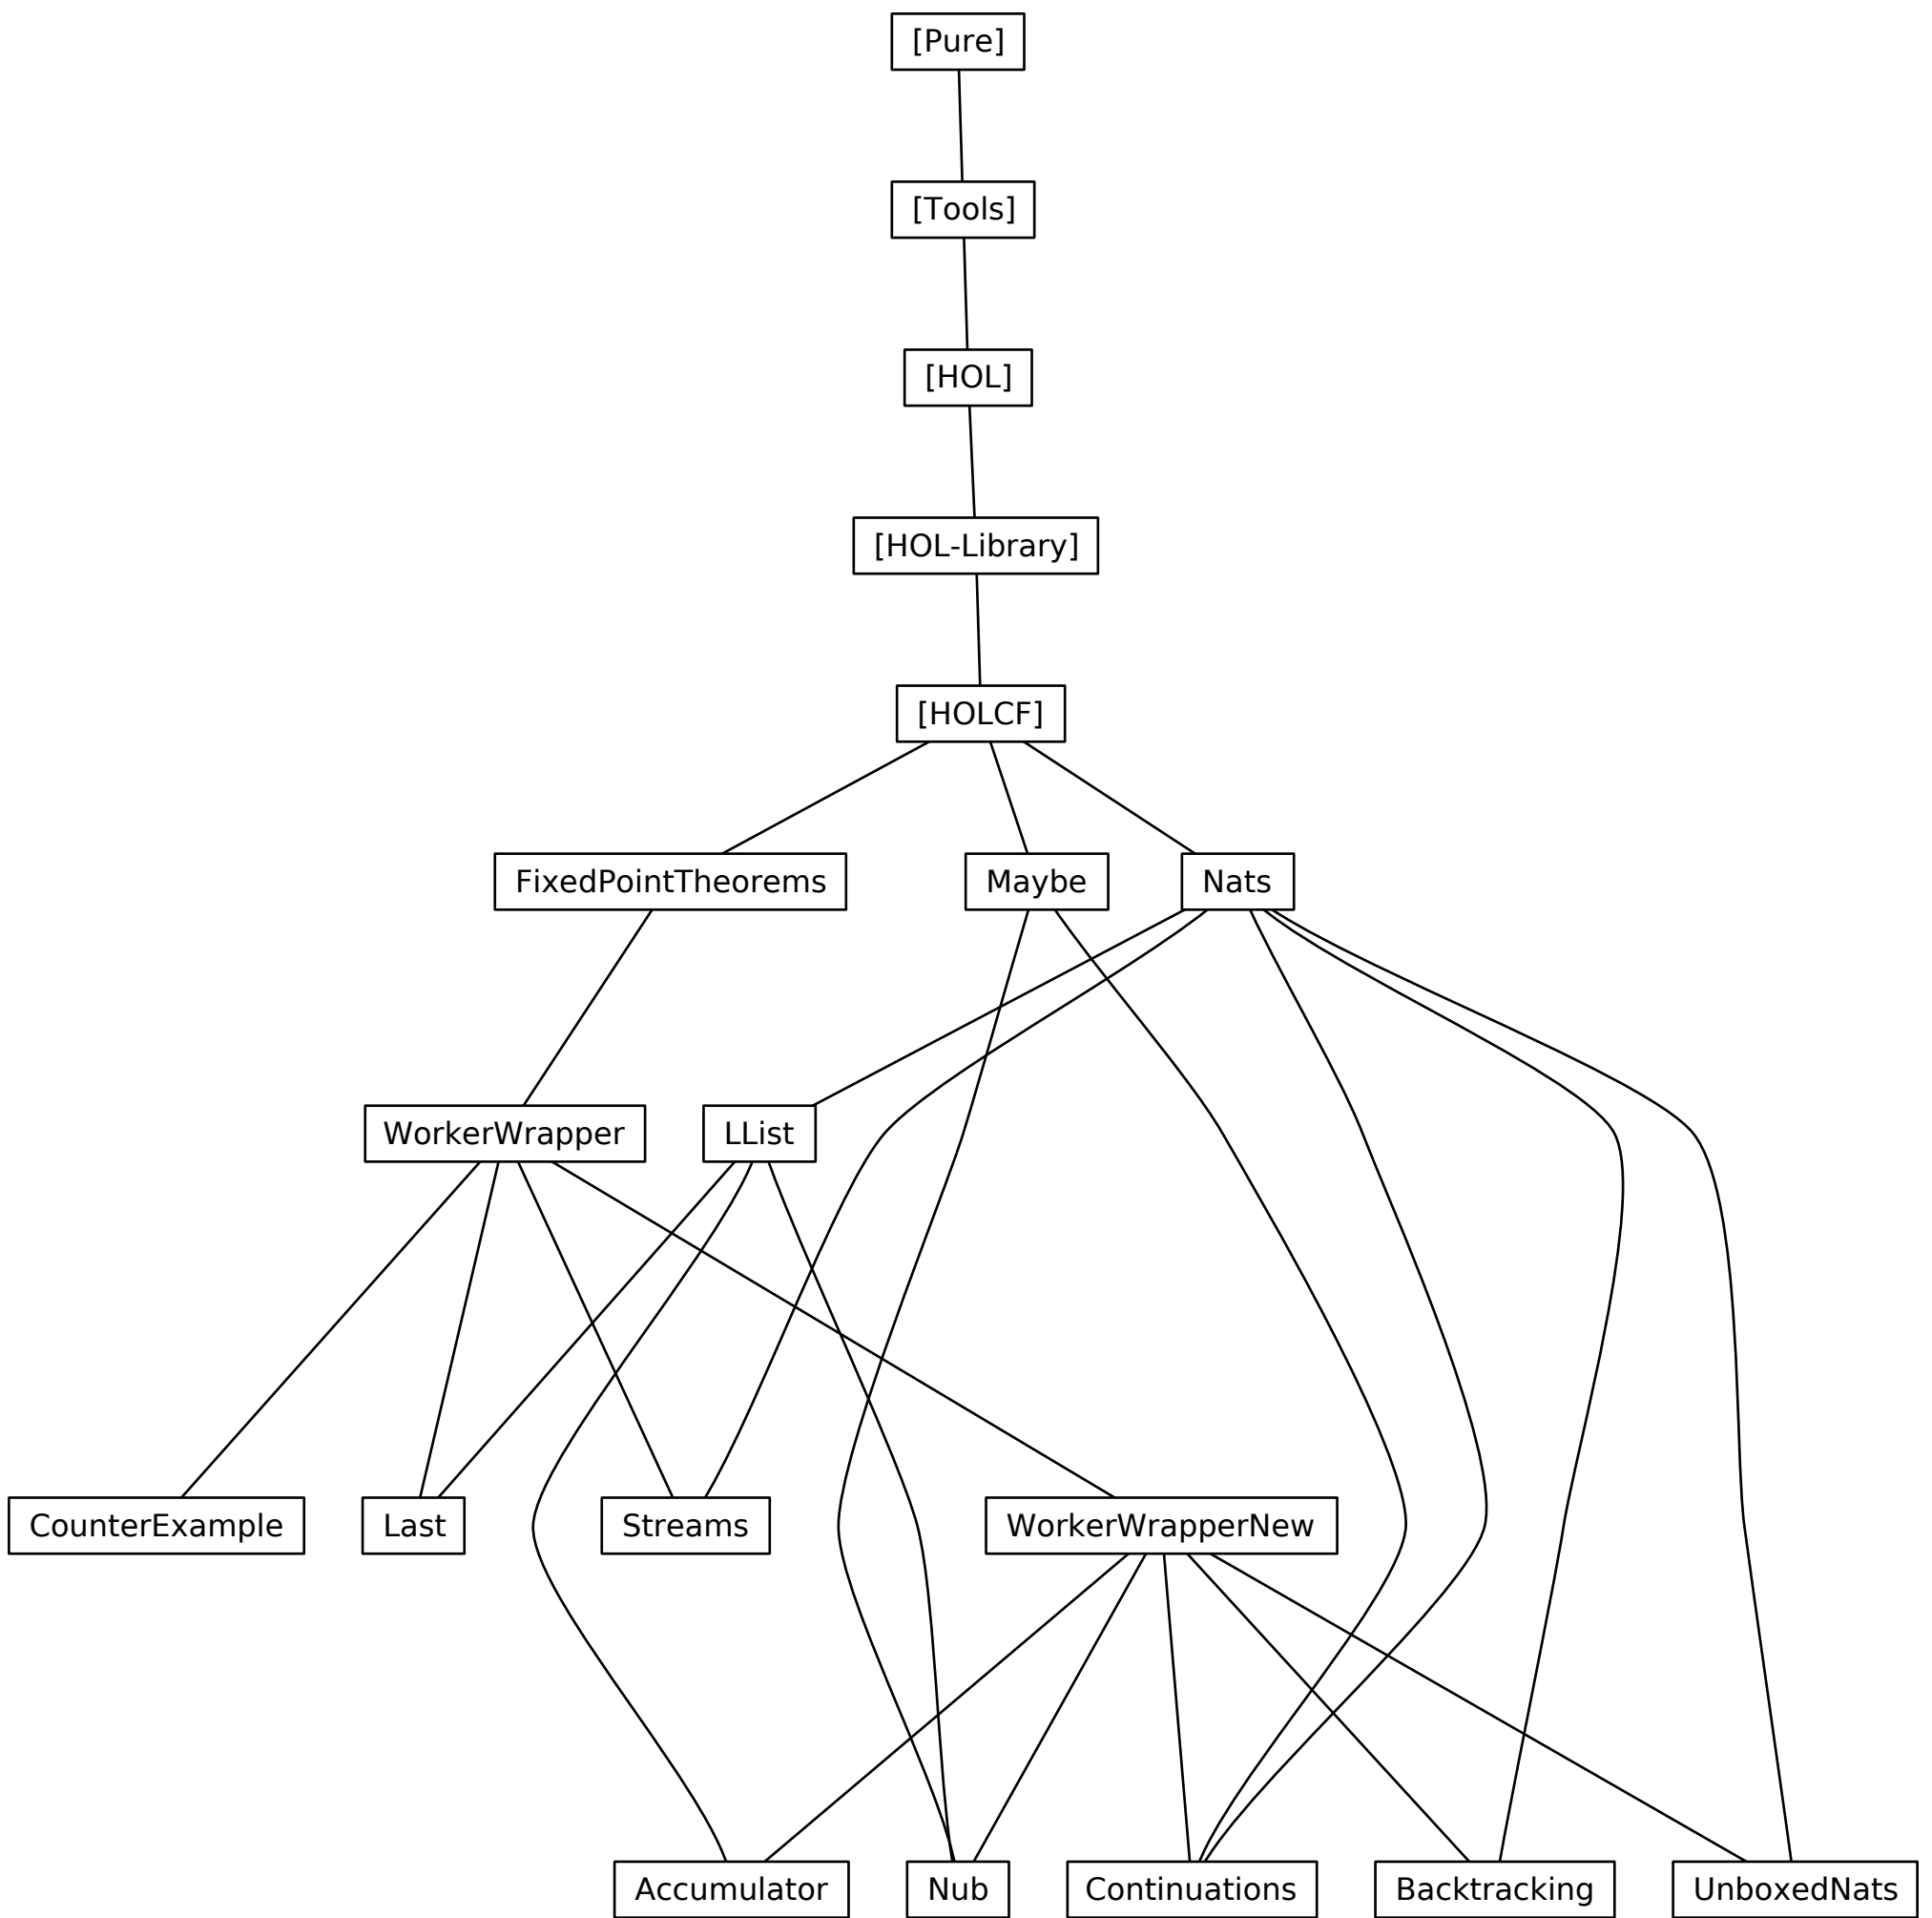 [Pure]
[Tools]
[HOL]
[HOL-Library]
[HOLCF]
FixedPointTheorems
Maybe
Nats
WorkerWrapper
LList
CounterExample
Last
Streams
WorkerWrapperNew
Accumulator
Nub
Continuations
Backtracking
UnboxedNats